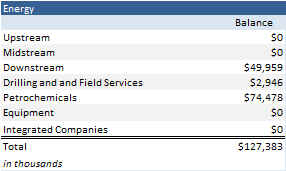 Energy
Balance
Upstream $0
Midstream $0
Downstream $49,959
Drilling and and Field Services $2,946
Petrochemicals $74,478
Equipment $0
Integrated Companies $0
Total $127,383
in thousands